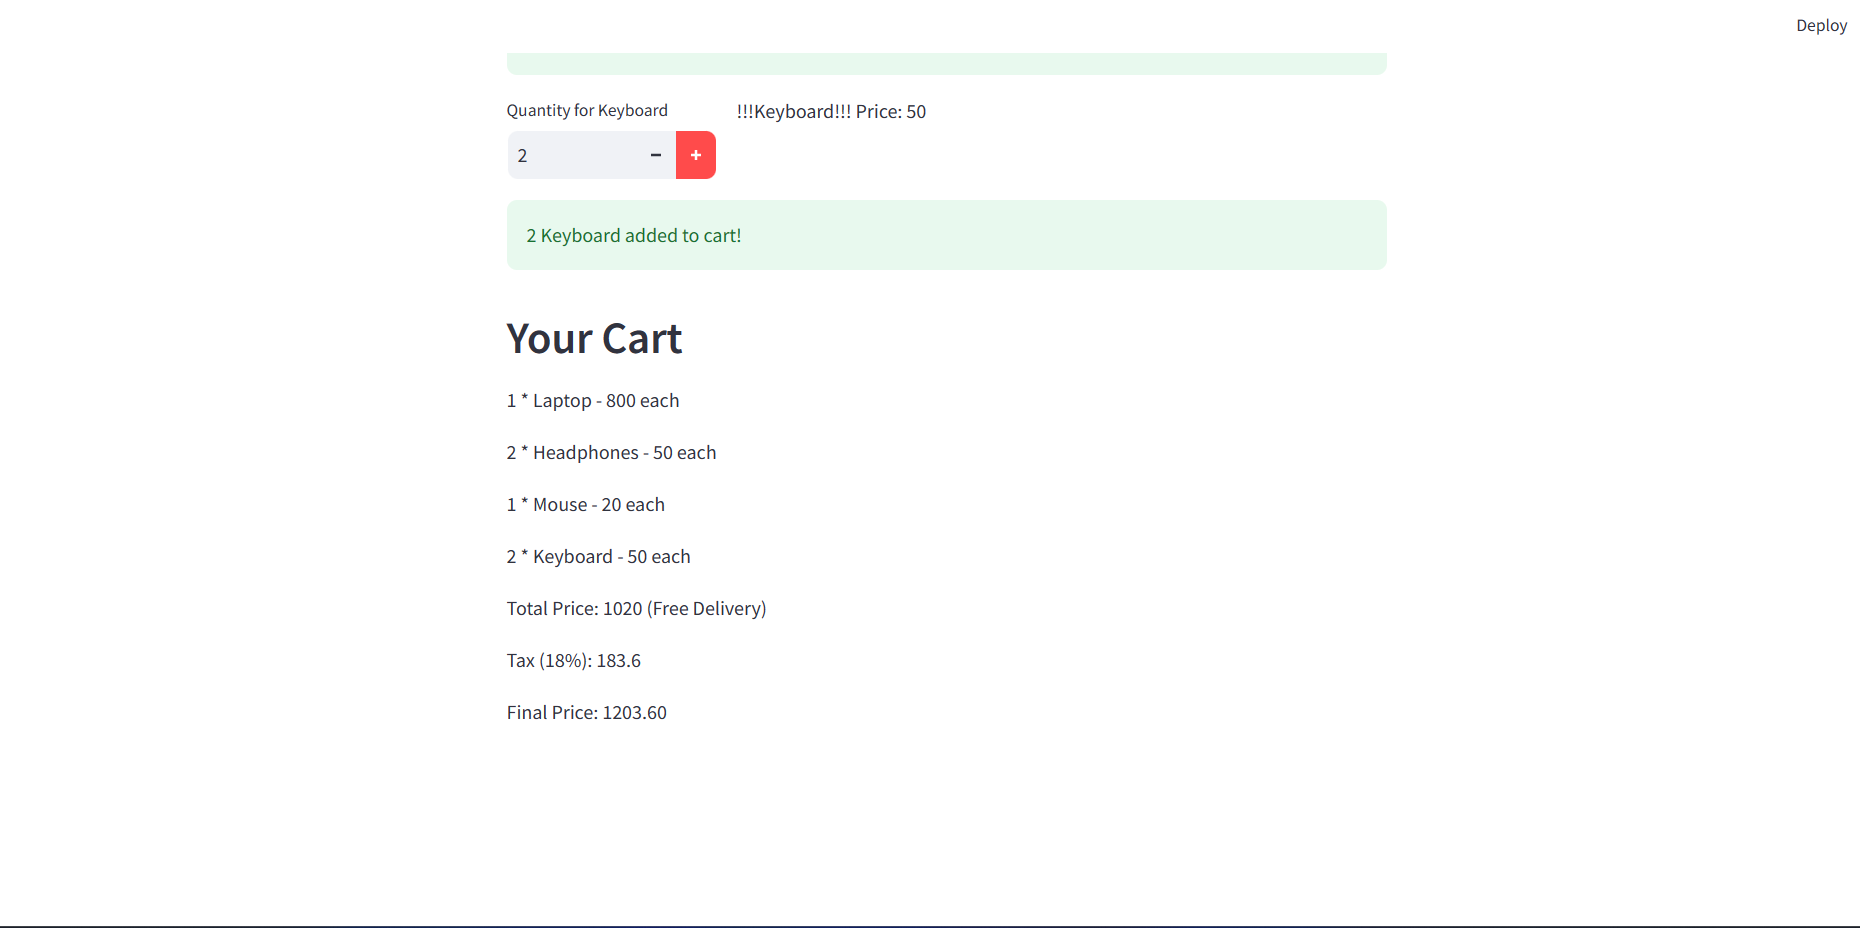 Deploy
Quantity for Keyboard
!!!Keyboard!!! Price: 50
2
2 Keyboard added to cart!
Your Cart
1 * Laptop - 800 each
2 * Headphones - 50 each
1 * Mouse - 20 each
2 * Keyboard - 50 each
Total Price: 1020 (Free Delivery)
Tax (18%): 183.6
Final Price: 1203.60